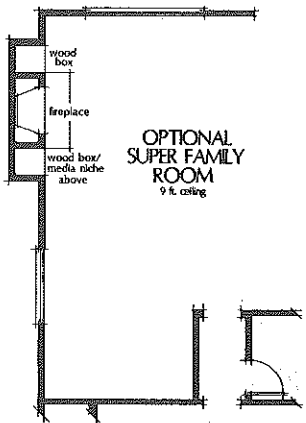 wood
box
fireplace
wood box/
media niche
above
OPTIONAL
SUPER FAMILY
ROOM
9 ft. ceiling